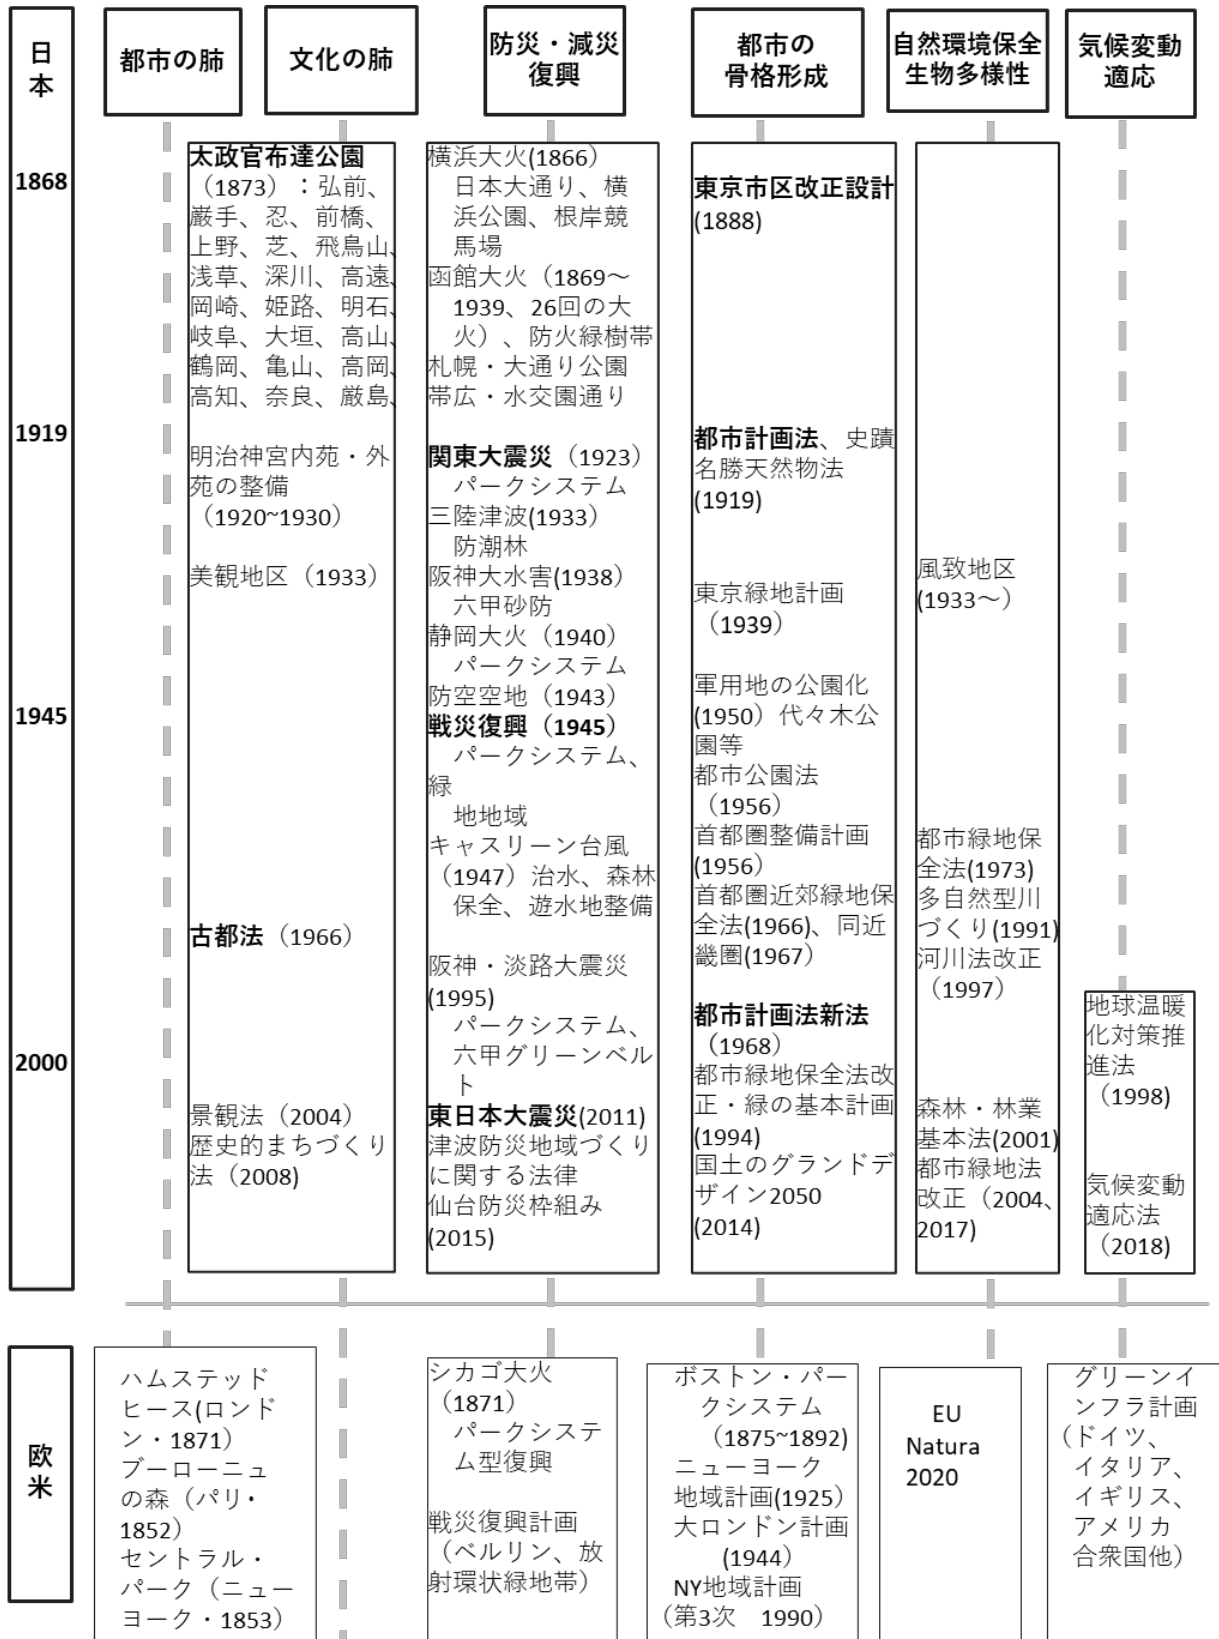 日
本
都市の肺
文化の肺
防災・減災
復興
都市の
骨格形成
自然環境保全
生物多様性
気候変動
適応
1868
1919
1945
2000
太政官布達公園
（1873）：弘前、
巌手、忍、前橋、
上野、芝、飛鳥山、
浅草、深川、高遠、
岡崎、姫路、明石、
岐阜、大垣、高山、
鶴岡、亀山、高岡、
高知、奈良、厳島、
明治神宮内苑・外
苑の整備
（1920~1930）
美観地区（1933）
古都法（1966）
景観法（2004）
歴史的まちづくり
法（2008)
横浜大火(1866）
日本大通り、横
浜公園、根岸競
馬場
函館大火（1869～
1939、26回の大
火）、防火緑樹帯
札幌・大通り公園
帯広・水交園通り
関東大震災（1923）
パークシステム
三陸津波(1933）
防潮林
阪神大水害(1938）
六甲砂防
静岡大火（1940）
パークシステム
防空空地（1943）
戦災復興（1945）
パークシステム、
緑
地地域
キャスリーン台風
（1947）治水、森林
保全、遊水地整備
阪神・淡路大震災
(1995)
パークシステム、
六甲グリーンベル
ト
東日本大震災(2011)
津波防災地域づくり
に関する法律
仙台防災枠組み
(2015)
東京市区改正設計
(1888)
都市計画法、史蹟
名勝天然物法
(1919)
東京緑地計画
（1939）
軍用地の公園化
(1950）代々木公
園等
都市公園法
（1956）
首都圏整備計画
(1956）
首都圏近郊緑地保
全法(1966)、同近
畿圏(1967）
都市計画法新法
（1968）
都市緑地保全法改
正・緑の基本計画
(1994)
国土のグランドデ
ザイン2050
(2014)
風致地区
(1933～）
都市緑地保
全法(1973)
多自然型川
づくり(1991)
河川法改正
（1997）
森林・林業
基本法(2001)
都市緑地法
改正（2004、
2017)
地球温暖
化対策推
進法
（1998）
気候変動
適応法
（2018）
欧
米
ハムステッド
ヒース(ロンド
ン・1871）
ブーローニュ
の森（パリ・
1852）
セントラル・
パーク（ニュー
ヨーク・1853）
シカゴ大火
（1871）
パークシステ
ム型復興
戦災復興計画
（ベルリン、放
射環状緑地帯）
ボストン・パー
クシステム
（1875~1892)
ニューヨーク
地域計画(1925）
大ロンドン計画
(1944）
NY地域計画
（第3次　1990）
EU
Natura
2020
グリーンイ
ンフラ計画
（ドイツ、
イタリア、
イギリス、
アメリカ
合衆国他）